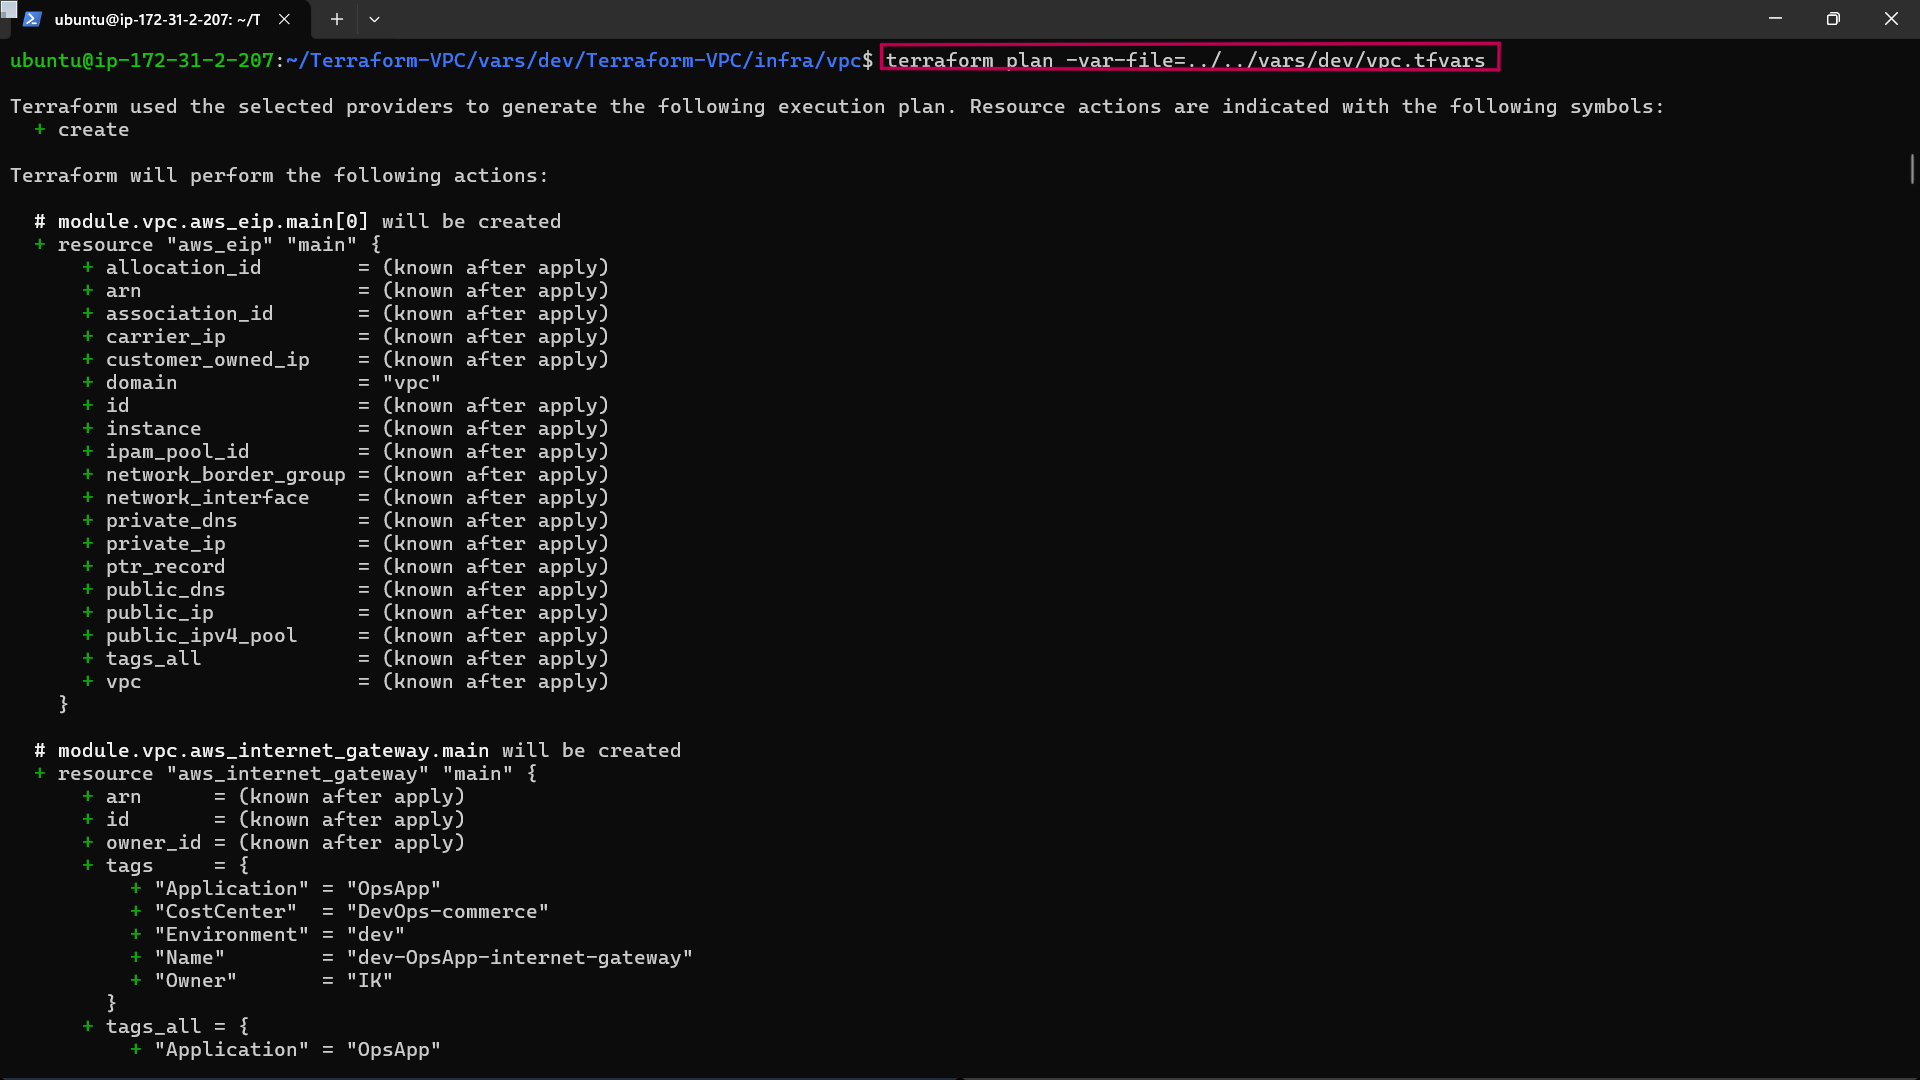 ubuntu@ip-172-31-2-207: ~/T
ubuntu@ip-172-31-2-207:~/Terraform-VPC/vars/dev/Terraform-VPC/infra/vpc$ terraform plan -var-file=../../vars/dev/vpc.tfvars
Terraform used the selected providers to generate the following execution plan. Resource actions are indicated with the following symbols:
  + create
Terraform will perform the following actions:
  # module.vpc.aws_eip.main[0] will be created
  + resource "aws_eip" "main" {
      + allocation_id        = (known after apply)
      + arn                  = (known after apply)
      + association_id       = (known after apply)
      + carrier_ip           = (known after apply)
      + customer_owned_ip    = (known after apply)
      + domain               = "vpc"
      + id                   = (known after apply)
      + instance             = (known after apply)
      + ipam_pool_id         = (known after apply)
      + network_border_group = (known after apply)
      + network_interface    = (known after apply)
      + private_dns          = (known after apply)
      + private_ip           = (known after apply)
      + ptr_record           = (known after apply)
      + public_dns           = (known after apply)
      + public_ip            = (known after apply)
      + public_ipv4_pool     = (known after apply)
      + tags_all             = (known after apply)
      + vpc                  = (known after apply)
    }
  # module.vpc.aws_internet_gateway.main will be created
  + resource "aws_internet_gateway" "main" {
      + arn      = (known after apply)
      + id       = (known after apply)
      + owner_id = (known after apply)
      + tags     = {
          + "Application" = "OpsApp"
          + "CostCenter"  = "DevOps-commerce"
          + "Environment" = "dev"
          + "Name"        = "dev-OpsApp-internet-gateway"
          + "Owner"       = "IK"
        }
      + tags_all = {
          + "Application" = "OpsApp"